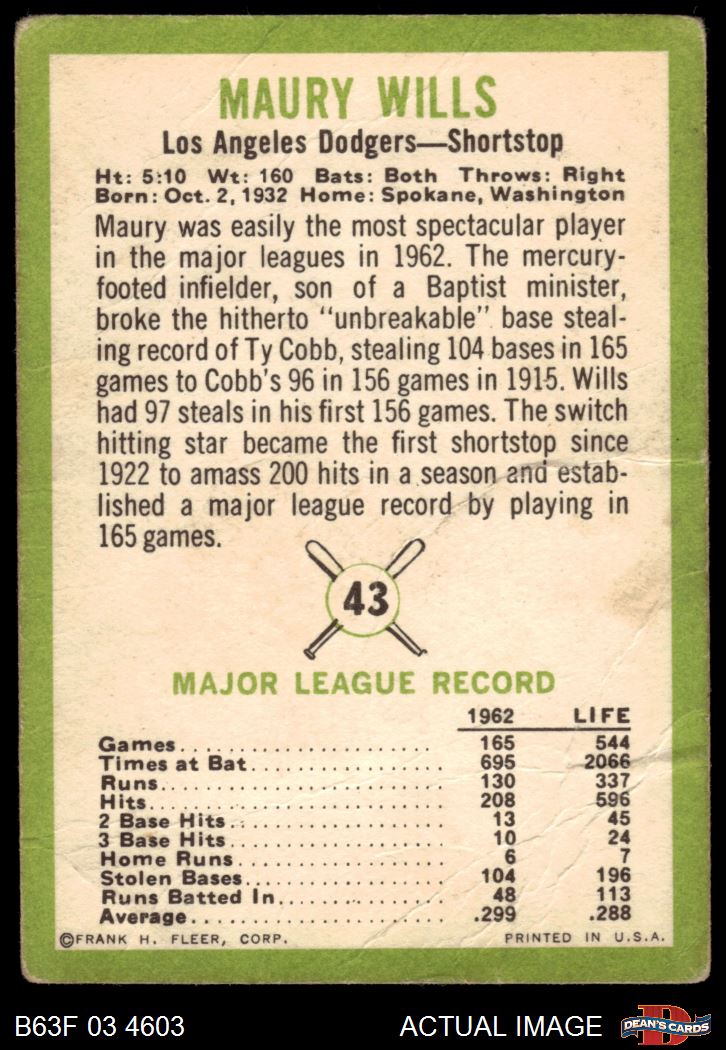 MAURY WILLS
Los Angeles Dodgers—Shortstop
Ht: 5:10 Wt: 160 Bats: Both Throws: Right
Born: Oct. 2, 1932 Home: Spokane, Washington
Maury was easily the most spectacular player
in the major leagues in 1962. The mercury-
footed infielder, son of a Baptist minister,
broke the hitherto "unbreakable" base steal-
ing record of Ty Cobb, stealing 104 bases in 165
games to Cobb's 96 in 156 games in 1915. Wills
had 97 steals in his first 156 games. The switch
hitting star became the first shortstop since
1922 to amass 200 hits in a season and estab-
lished a major league record by playing in
165 games.
43
MAJOR LEAGUE RECORD
1962 LIFE
Games 165 544
Times at Bat 695 2066
Runs 130 337
Hits 208 596
2 Base Hits 13 45
3 Base Hits 10 24
Home Runs 6 7
Stolen Bases 104 196
Runs Batted In 48 113
Average .299 .288
©FRANK H. FLEER, CORP. PRINTED IN U.S.A.
B63F 03 4603 ACTUAL IMAGE D DEAN'S CARDS